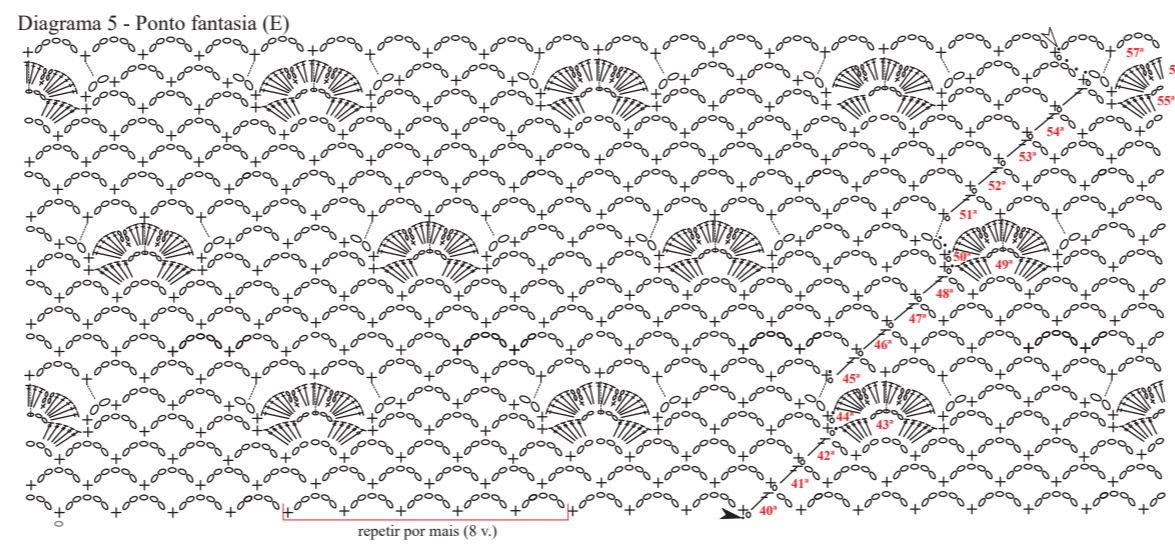 Diagrama 5 - Ponto fantasia (E)
57ª
5
55ª
54ª
53ª
52ª
51ª
50ª
49ª
48ª
47ª
46ª
45ª
44ª
43ª
42ª
41ª
40ª
repetir por mais (8 v.)